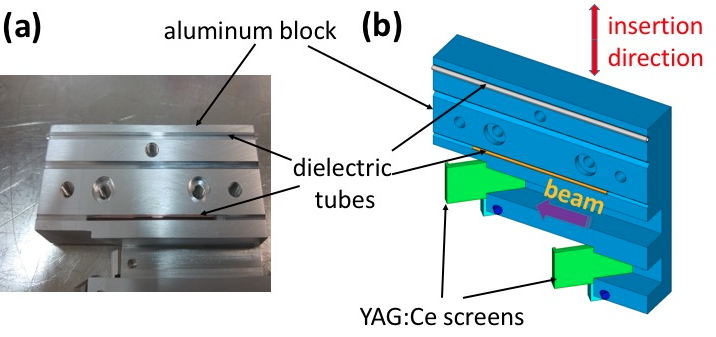 (a)
aluminum block
(b)
insertion
direction
dielectric
tubes
beam
YAG:Ce screens